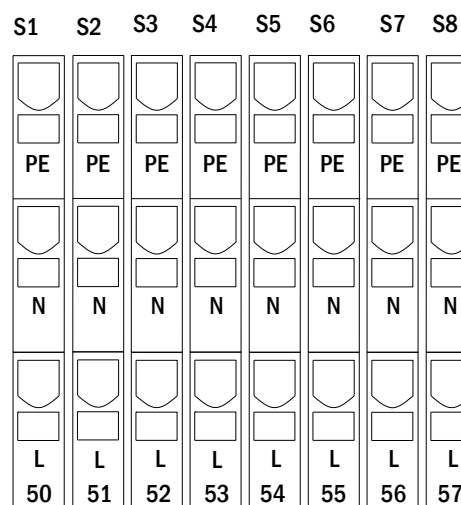 S1 S2 S3 S4 S5 S6 S7 S8
PE PE PE PE PE PE PE PE
N N N N N N N N
L L L L L L L L
50 51 52 53 54 55 56 57